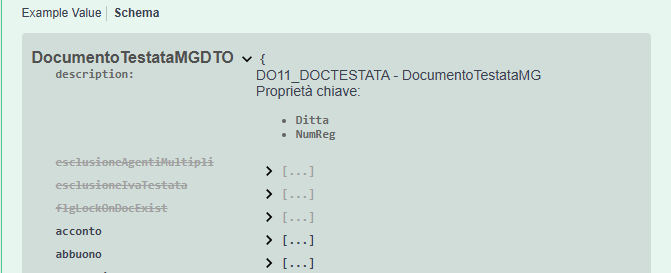 Example Value Schema
DocumentoTestataMGDTO {
description: DO11_DOCTESTATA - DocumentoTestataMG
Proprietà chiave:
• Ditta
• NumReg
esclusioneAgentiMultipli [...]
esclusioneIvaTestata [...]
flgLockOnDocExist [...]
acconto [...]
abbuono [...]